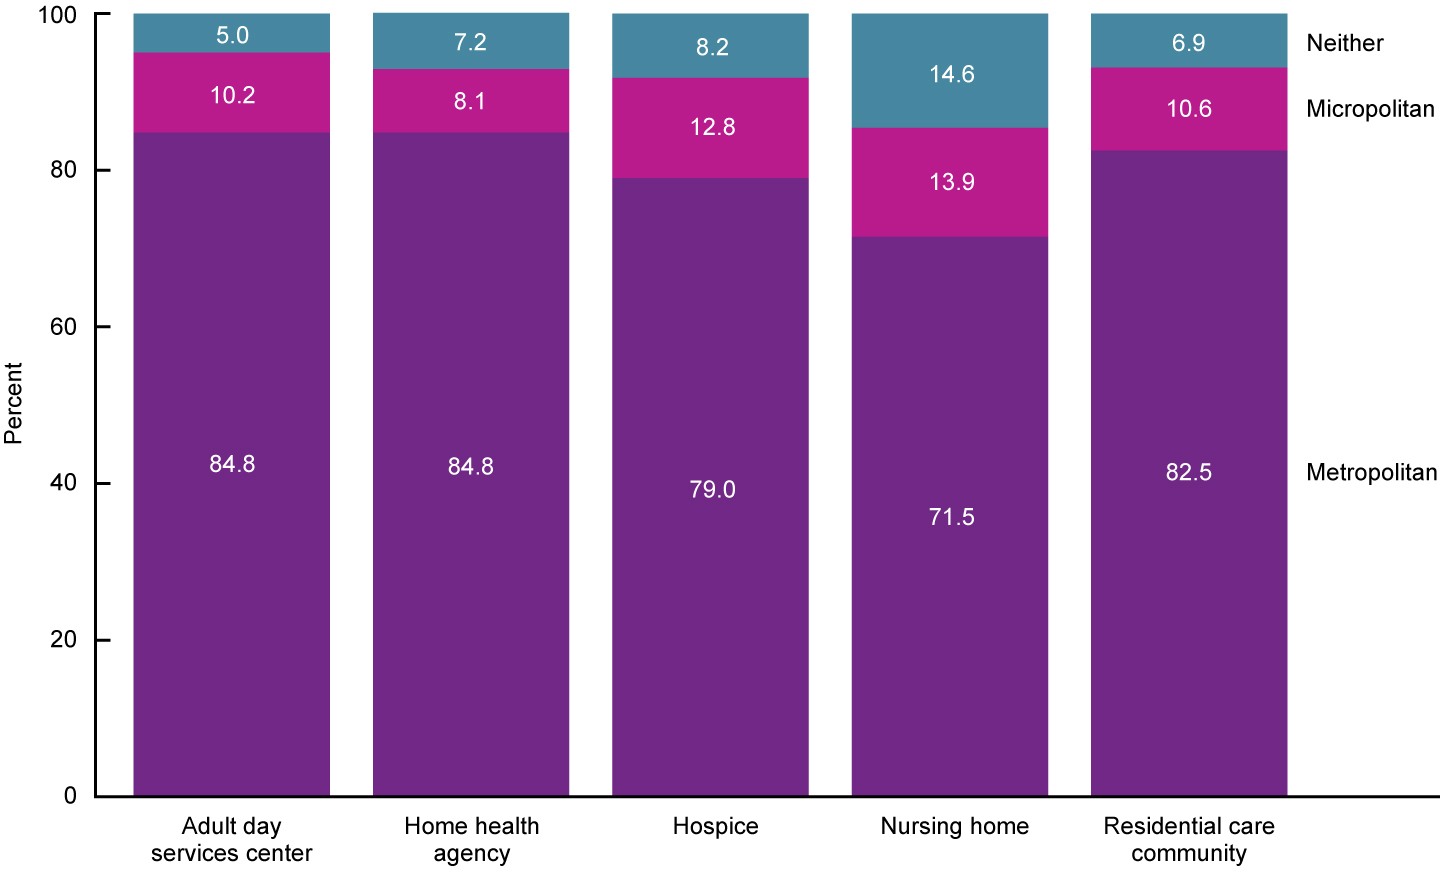 Percent
100
80
60
40
20
0
5.0
10.2
84.8
7.2
8.1
84.8
8.2
12.8
79.0
14.6
13.9
71.5
6.9
10.6
82.5
Neither
Micropolitan
Metropolitan
Adult day
services center
Home health
agency
Hospice
Nursing home
Residential care
community